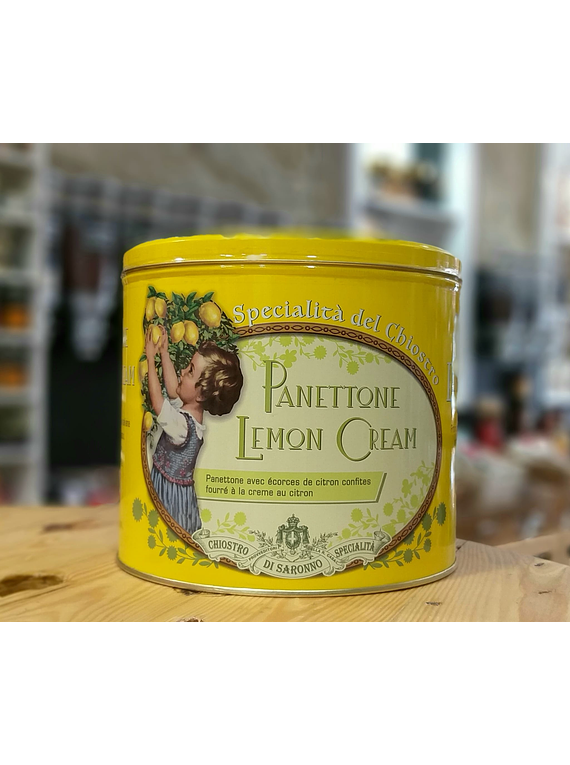 Specialità del Chiostro
PANETTONE
LEMON CREAM
Panettone avec écorces de citron confites
fourré à la creme au citron
CHIOSTRO
SPECIALITÀ
DI SARONNO